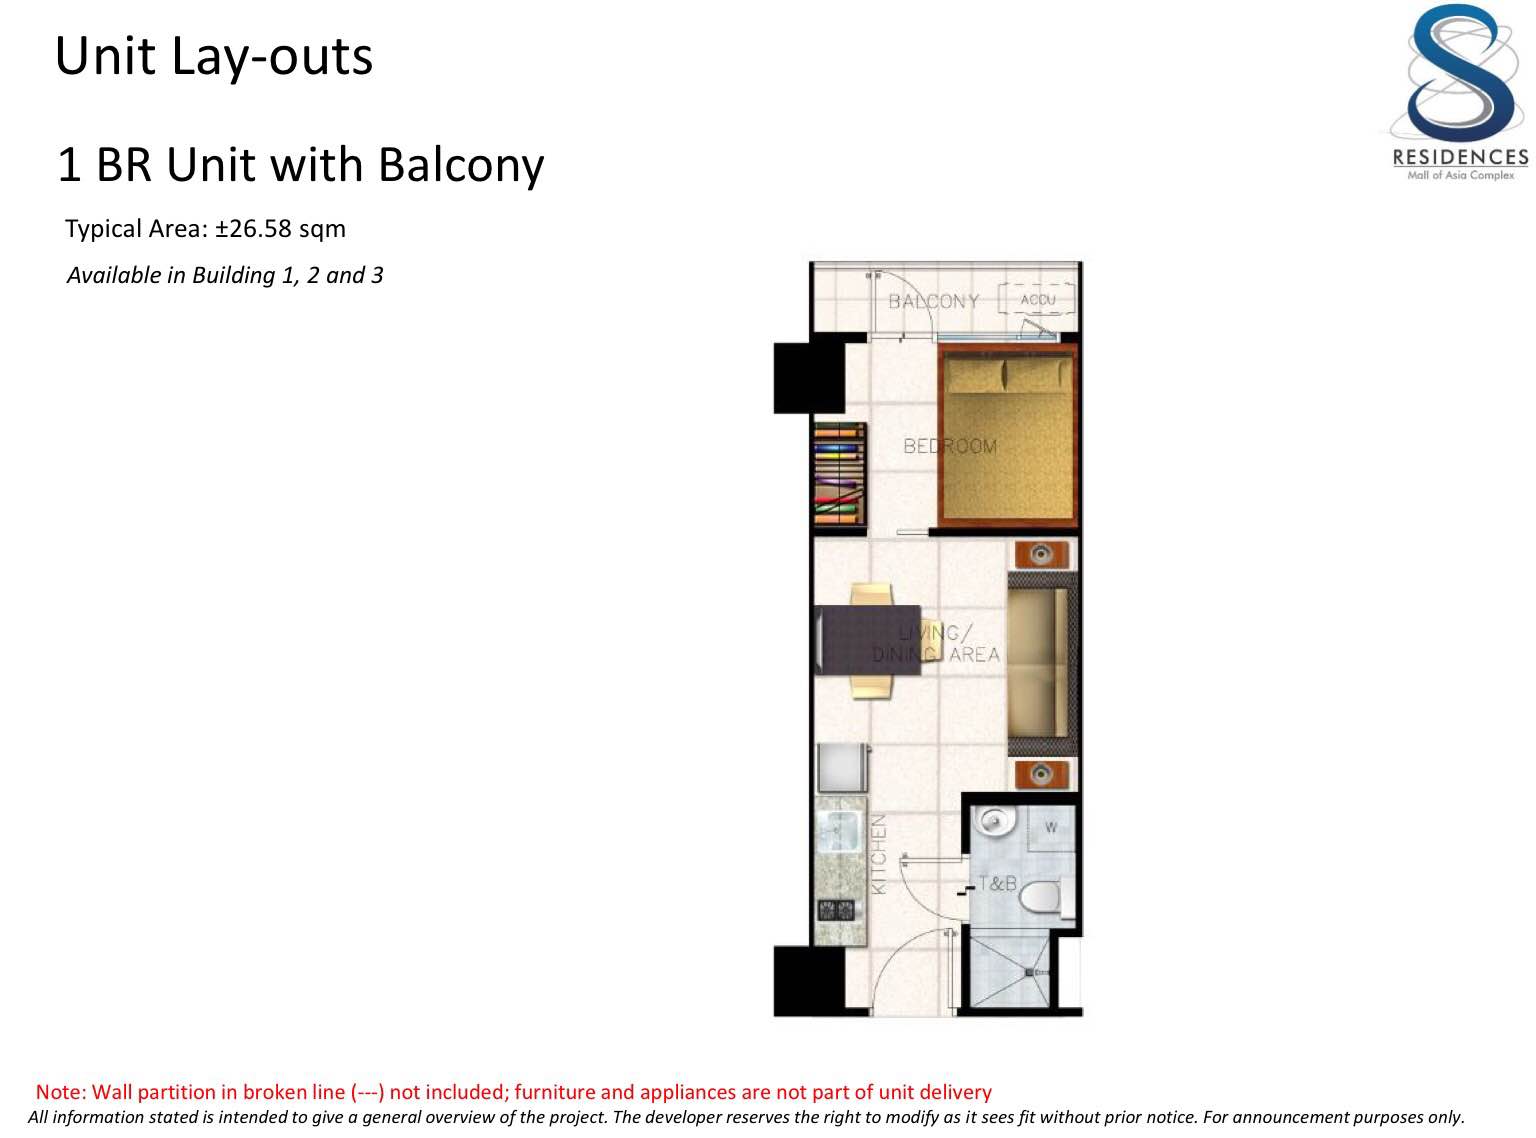 Unit Lay-outs
S
RESIDENCES
Mall of Asia Complex
1 BR Unit with Balcony
Typical Area: ±26.58 sqm
Available in Building 1, 2 and 3
BALCONY
ACCU
BEDROOM
LIVING/
DINING AREA
KITCHEN
W
T&B
Note: Wall partition in broken line (---) not included; furniture and appliances are not part of unit delivery
All information stated is intended to give a general overview of the project. The developer reserves the right to modify as it sees fit without prior notice. For announcement purposes only.